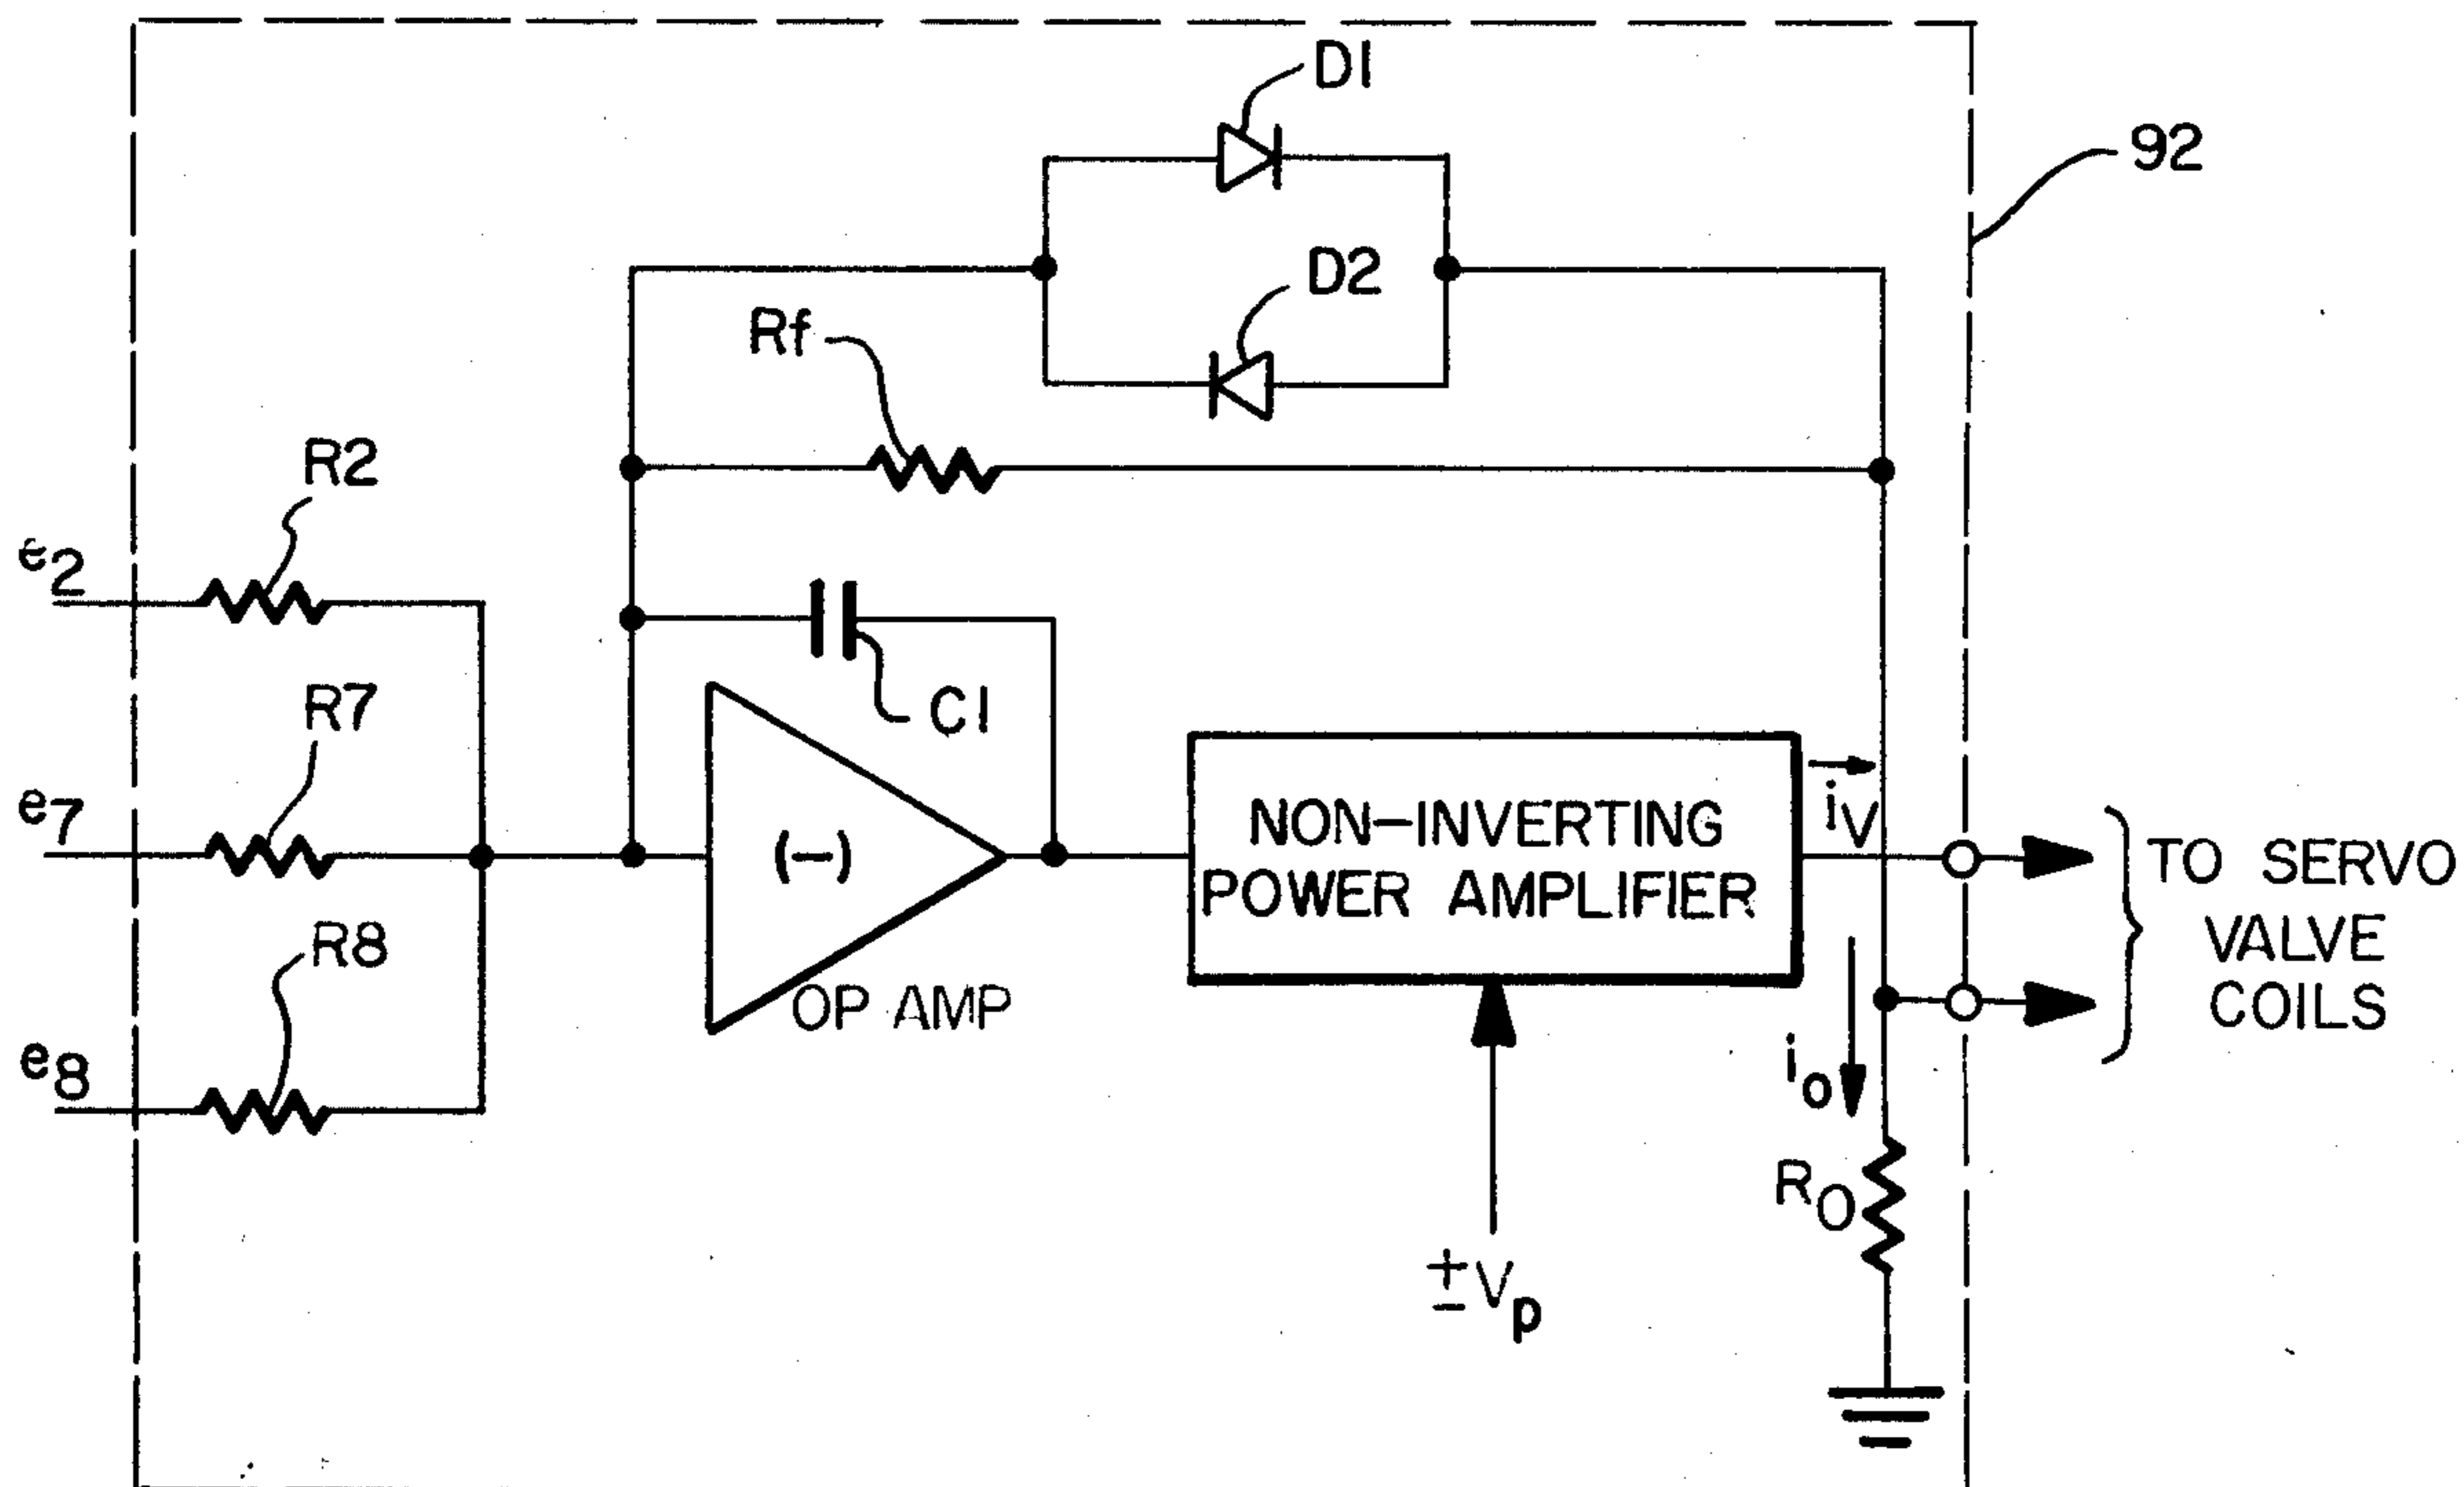 D1
92
D2
Rf
R2
e2
R7
C1
e7
(-)
NON-INVERTING
POWER AMPLIFIER
iV
TO SERVO
VALVE
COILS
R8
OP AMP
e8
io
RO
±Vp